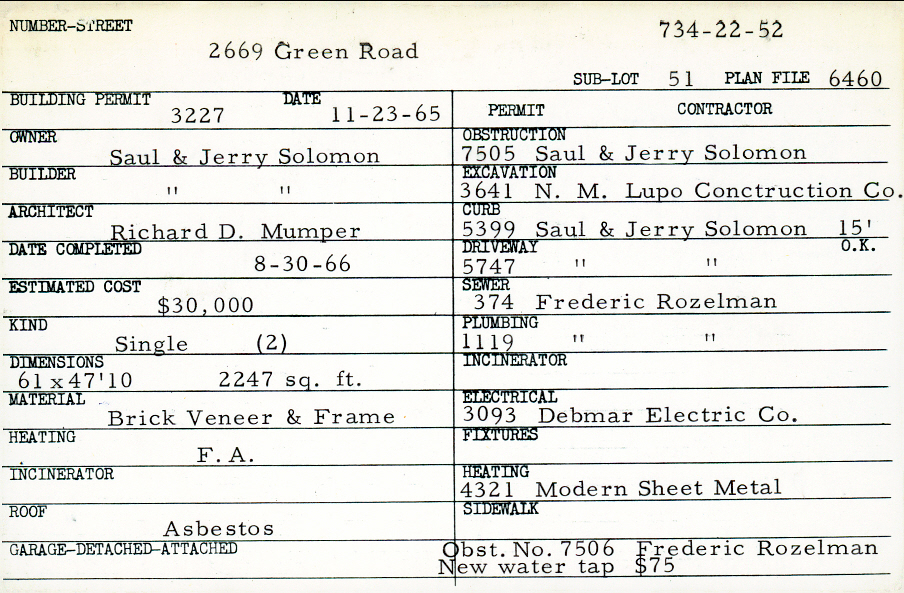 NUMBER-STREET 734-22-52
2669 Green Road
SUB-LOT 51 PLAN FILE 6460
BUILDING PERMIT DATE
3227 11-23-65
OWNER
Saul & Jerry Solomon
BUILDER
" "
ARCHITECT
Richard D. Mumper
DATE COMPLETED
8-30-66
ESTIMATED COST
$30,000
KIND
Single (2)
DIMENSIONS
61 x 47'10 2247 sq. ft.
MATERIAL
Brick Veneer & Frame
HEATING
F. A.
INCINERATOR
ROOF
Asbestos
GARAGE-DETACHED-ATTACHED
PERMIT CONTRACTOR
OBSTRUCTION
7505 Saul & Jerry Solomon
EXCAVATION
3641 N. M. Lupo Conctruction Co.
CURB
5399 Saul & Jerry Solomon 15'
DRIVEWAY O.K.
5747 " "
SEWER
374 Frederic Rozelman
PLUMBING
1119 " "
INCINERATOR
ELECTRICAL
3093 Debmar Electric Co.
FIXTURES
HEATING
4321 Modern Sheet Metal
SIDEWALK
Obst. No. 7506 Frederic Rozelman
New water tap $75